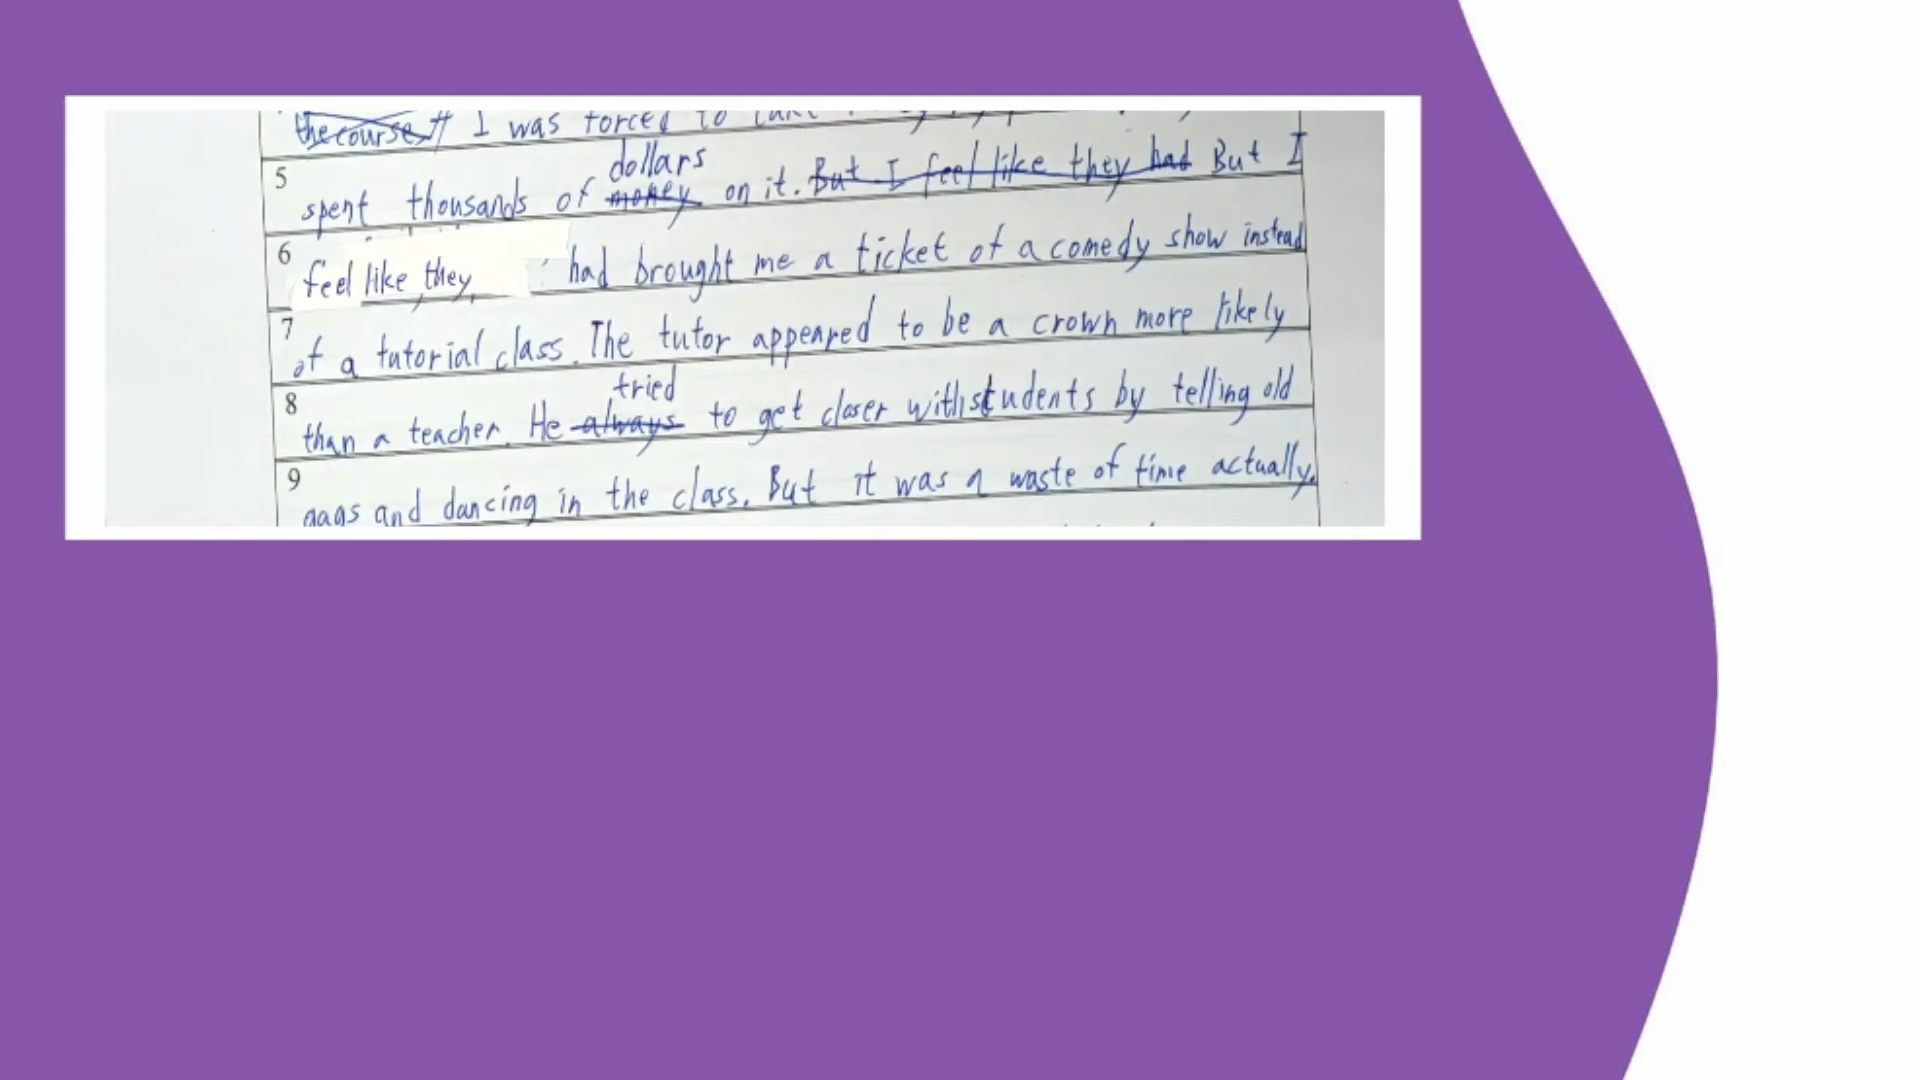 the course I was forced to
dollars
5
spent thousands of money on it. But I feel like they had But I
6
feel like they had brought me a ticket of a comedy show instead
7
of a tutorial class. The tutor appeared to be a crown more likely
tried
8
than a teacher. He always to get closer with students by telling old
9
gags and dancing in the class. But it was a waste of time actually.